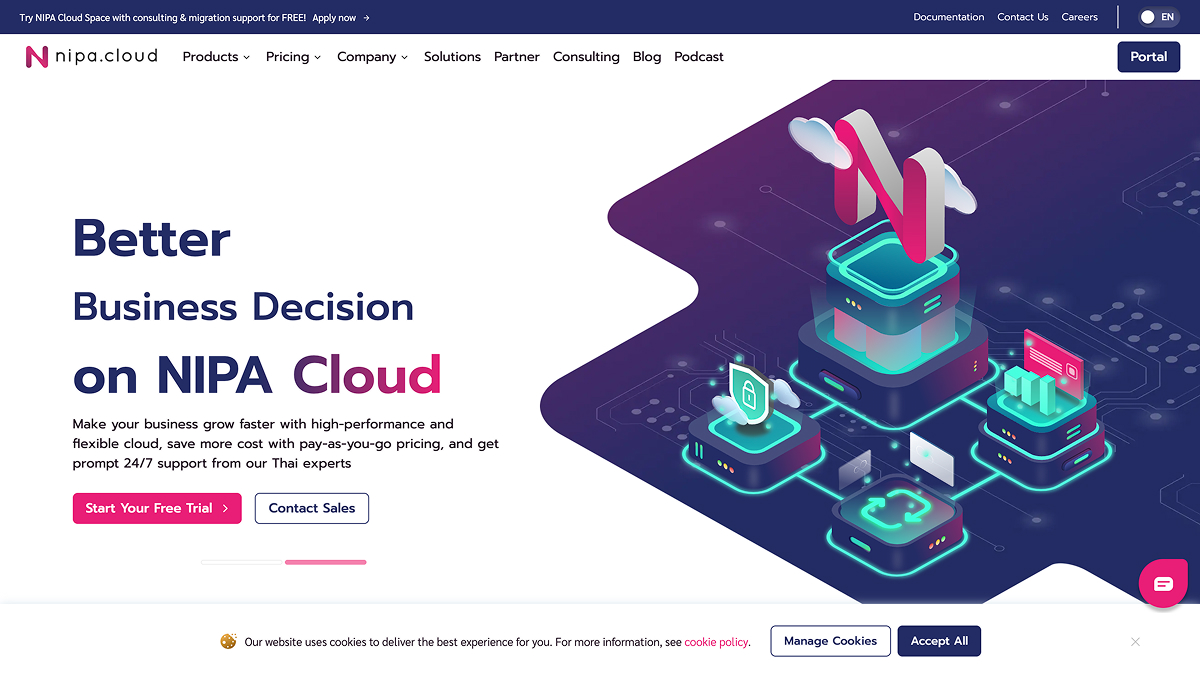 Try NIPA Cloud Space with consulting & migration support for FREE! Apply now →
Documentation Contact Us Careers EN
nipa.cloud Products Pricing Company Solutions Partner Consulting Blog Podcast Portal
Better
Business Decision
on NIPA Cloud
Make your business grow faster with high-performance and
flexible cloud, save more cost with pay-as-you-go pricing, and get
prompt 24/7 support from our Thai experts
Start Your Free Trial Contact Sales
Our website uses cookies to deliver the best experience for you. For more information, see cookie policy. Manage Cookies Accept All